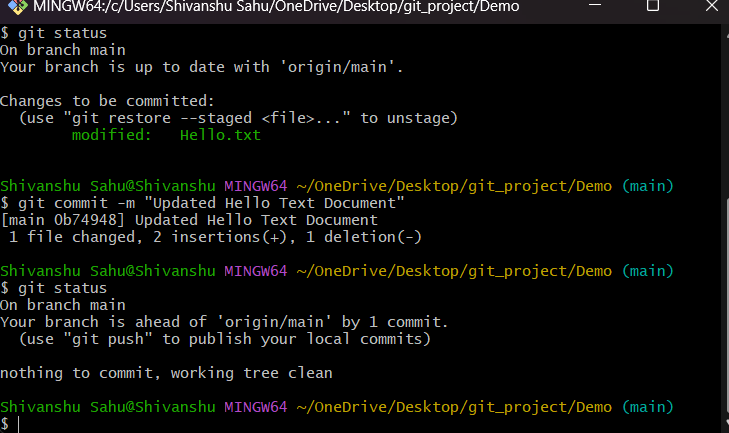 MINGW64:/c/Users/Shivanshu Sahu/OneDrive/Desktop/git_project/Demo
$ git status
On branch main
Your branch is up to date with 'origin/main'.
Changes to be committed:
  (use "git restore --staged <file>..." to unstage)
        modified:   Hello.txt
Shivanshu Sahu@Shivanshu MINGW64 ~/OneDrive/Desktop/git_project/Demo (main)
$ git commit -m "Updated Hello Text Document"
[main 0b74948] Updated Hello Text Document
 1 file changed, 2 insertions(+), 1 deletion(-)
Shivanshu Sahu@Shivanshu MINGW64 ~/OneDrive/Desktop/git_project/Demo (main)
$ git status
On branch main
Your branch is ahead of 'origin/main' by 1 commit.
  (use "git push" to publish your local commits)
nothing to commit, working tree clean
Shivanshu Sahu@Shivanshu MINGW64 ~/OneDrive/Desktop/git_project/Demo (main)
$